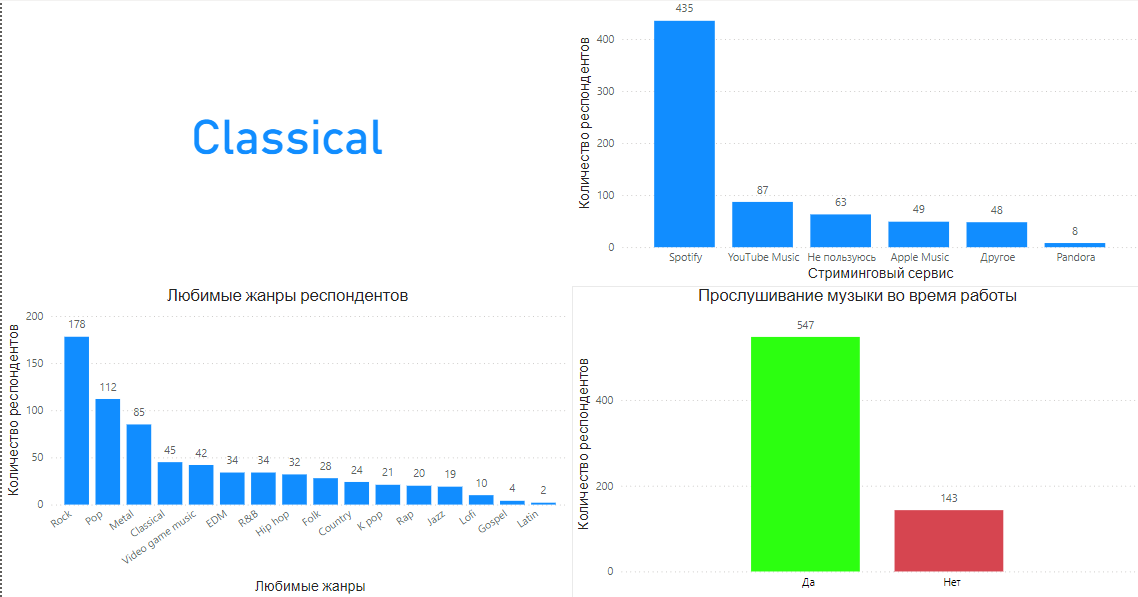 Classical
Количество респондентов
400
300
200
100
0
435
87
63
49
48
8
Spotify
YouTube Music
Не пользуюсь
Apple Music
Другое
Pandora
Стриминговый сервис
Любимые жанры респондентов
Количество респондентов
200
150
100
50
0
178
112
85
45
42
34
34
32
28
24
21
20
19
10
4
2
Rock
Pop
Metal
Classical
Video game music
EDM
R&B
Hip hop
Folk
Country
K pop
Rap
Jazz
Lofi
Gospel
Latin
Любимые жанры
Прослушивание музыки во время работы
Количество респондентов
400
200
0
547
143
Да
Нет